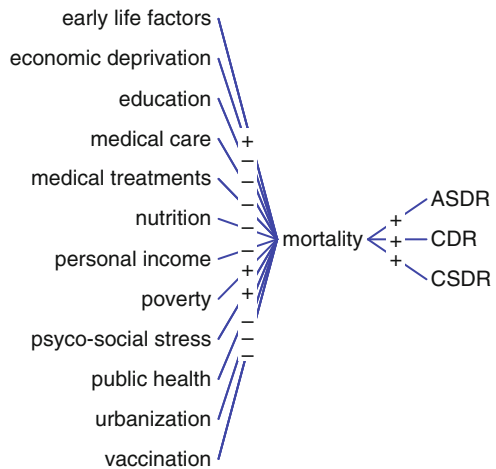 early life factors
economic deprivation
education
medical care
medical treatments
nutrition
personal income
poverty
psyco-social stress
public health
urbanization
vaccination
+
−
−
−
−
−
+
+
−
−
−
mortality
+
+
+
ASDR
CDR
CSDR